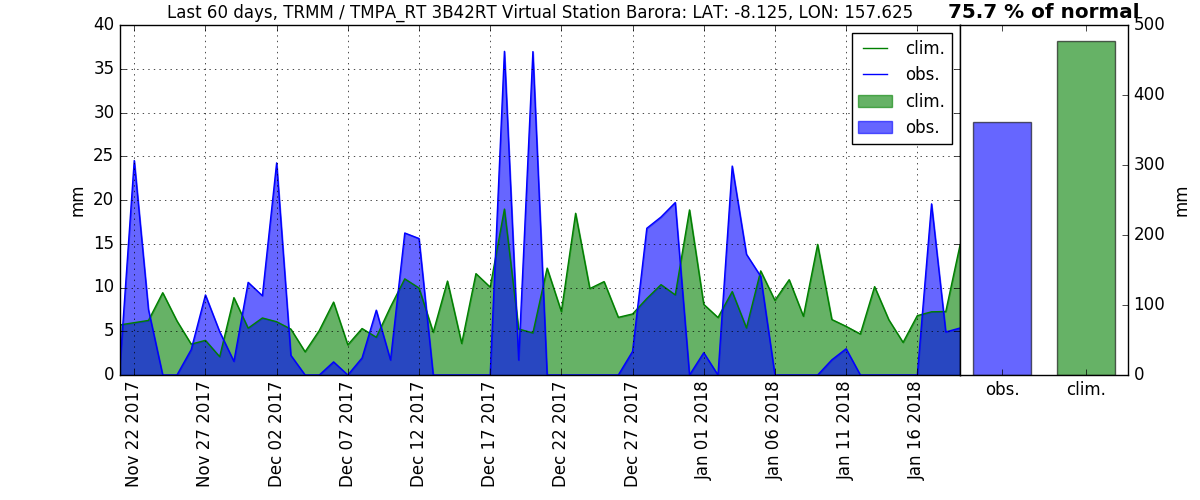 Last 60 days, TRMM / TMPA_RT 3B42RT Virtual Station Barora: LAT: -8.125, LON: 157.625
75.7 % of normal
40
35
30
25
20
15
10
5
0
mm
clim.
obs.
clim.
obs.
500
400
300
200
100
0
mm
Nov 22 2017
Nov 27 2017
Dec 02 2017
Dec 07 2017
Dec 12 2017
Dec 17 2017
Dec 22 2017
Dec 27 2017
Jan 01 2018
Jan 06 2018
Jan 11 2018
Jan 16 2018
obs.
clim.